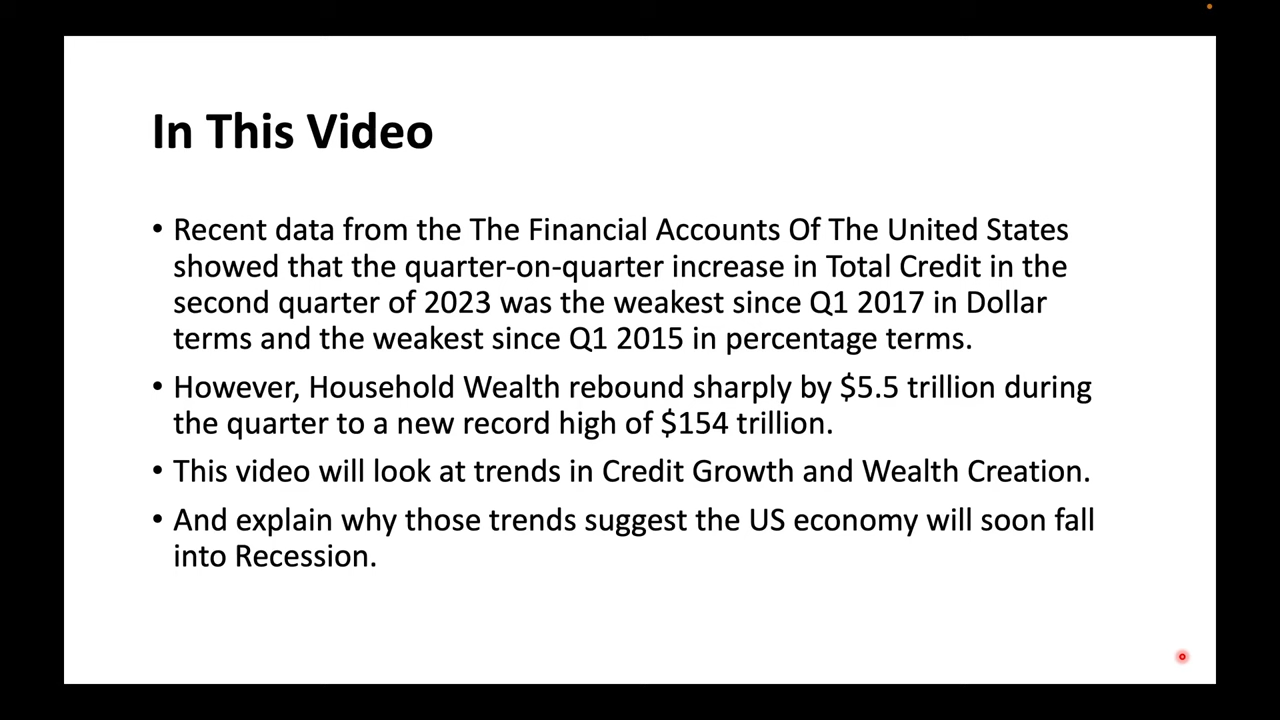 In This Video
• Recent data from the The Financial Accounts Of The United States
showed that the quarter-on-quarter increase in Total Credit in the
second quarter of 2023 was the weakest since Q1 2017 in Dollar
terms and the weakest since Q1 2015 in percentage terms.
• However, Household Wealth rebound sharply by $5.5 trillion during
the quarter to a new record high of $154 trillion.
• This video will look at trends in Credit Growth and Wealth Creation.
• And explain why those trends suggest the US economy will soon fall
into Recession.